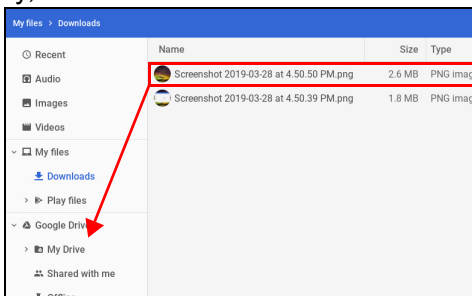 My files > Downloads
Name Size Type
Recent
Screenshot 2019-03-28 at 4.50.50 PM.png 2.6 MB PNG imag
Audio
Screenshot 2019-03-28 at 4.50.39 PM.png 1.8 MB PNG imag
Images
Videos
My files
Downloads
Play files
Google Drive
My Drive
Shared with me
Offline